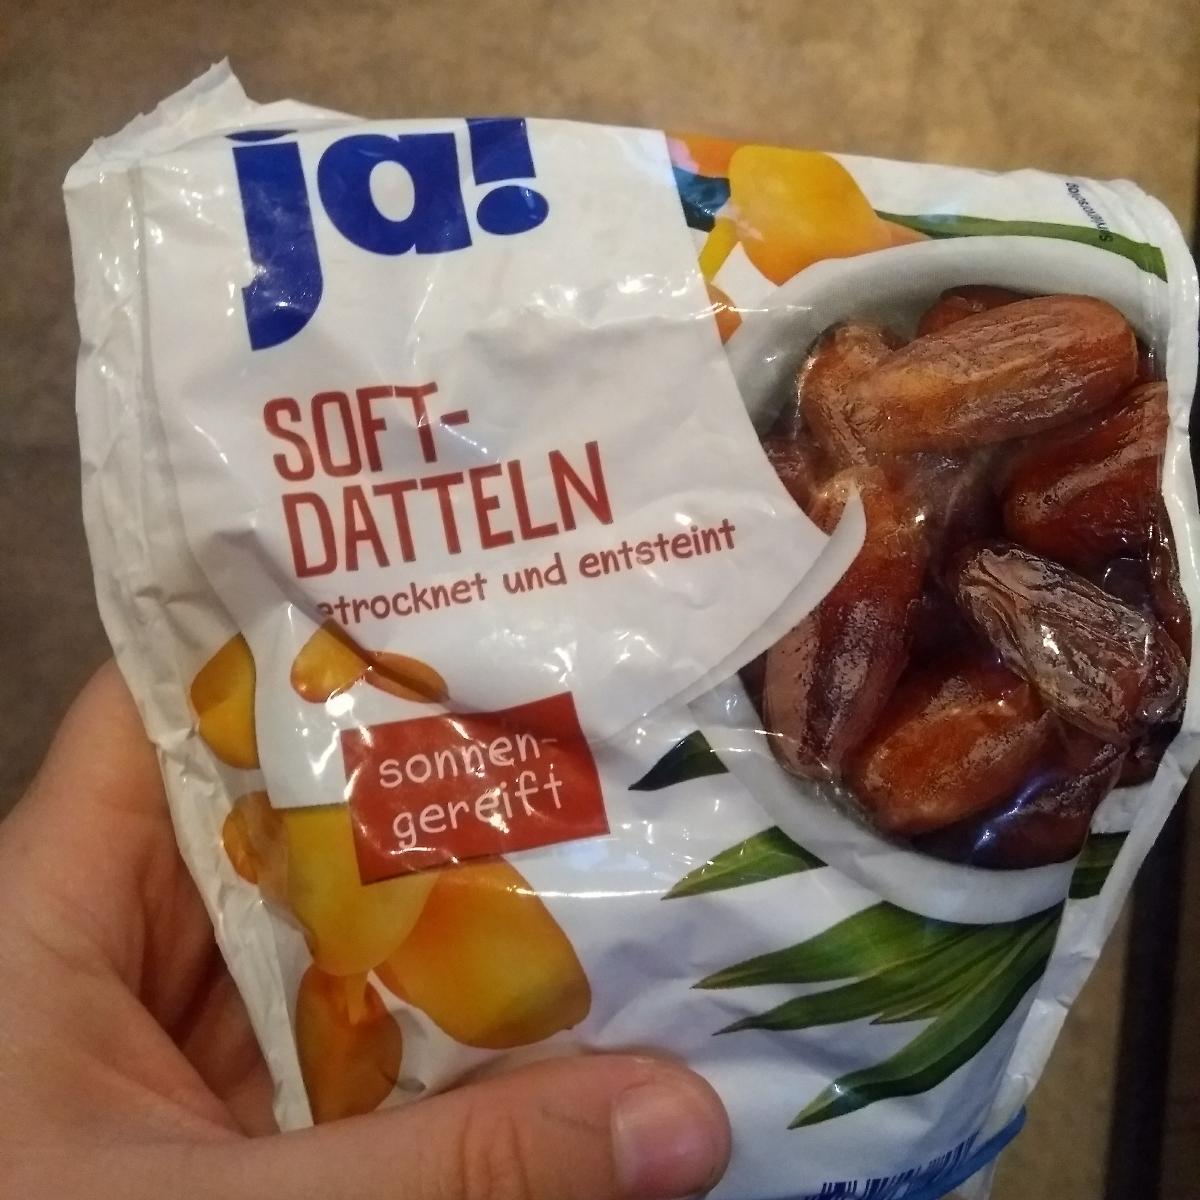 ja!
SOFT-
DATTELN
etrocknet und entsteint
sonnen-
gereift